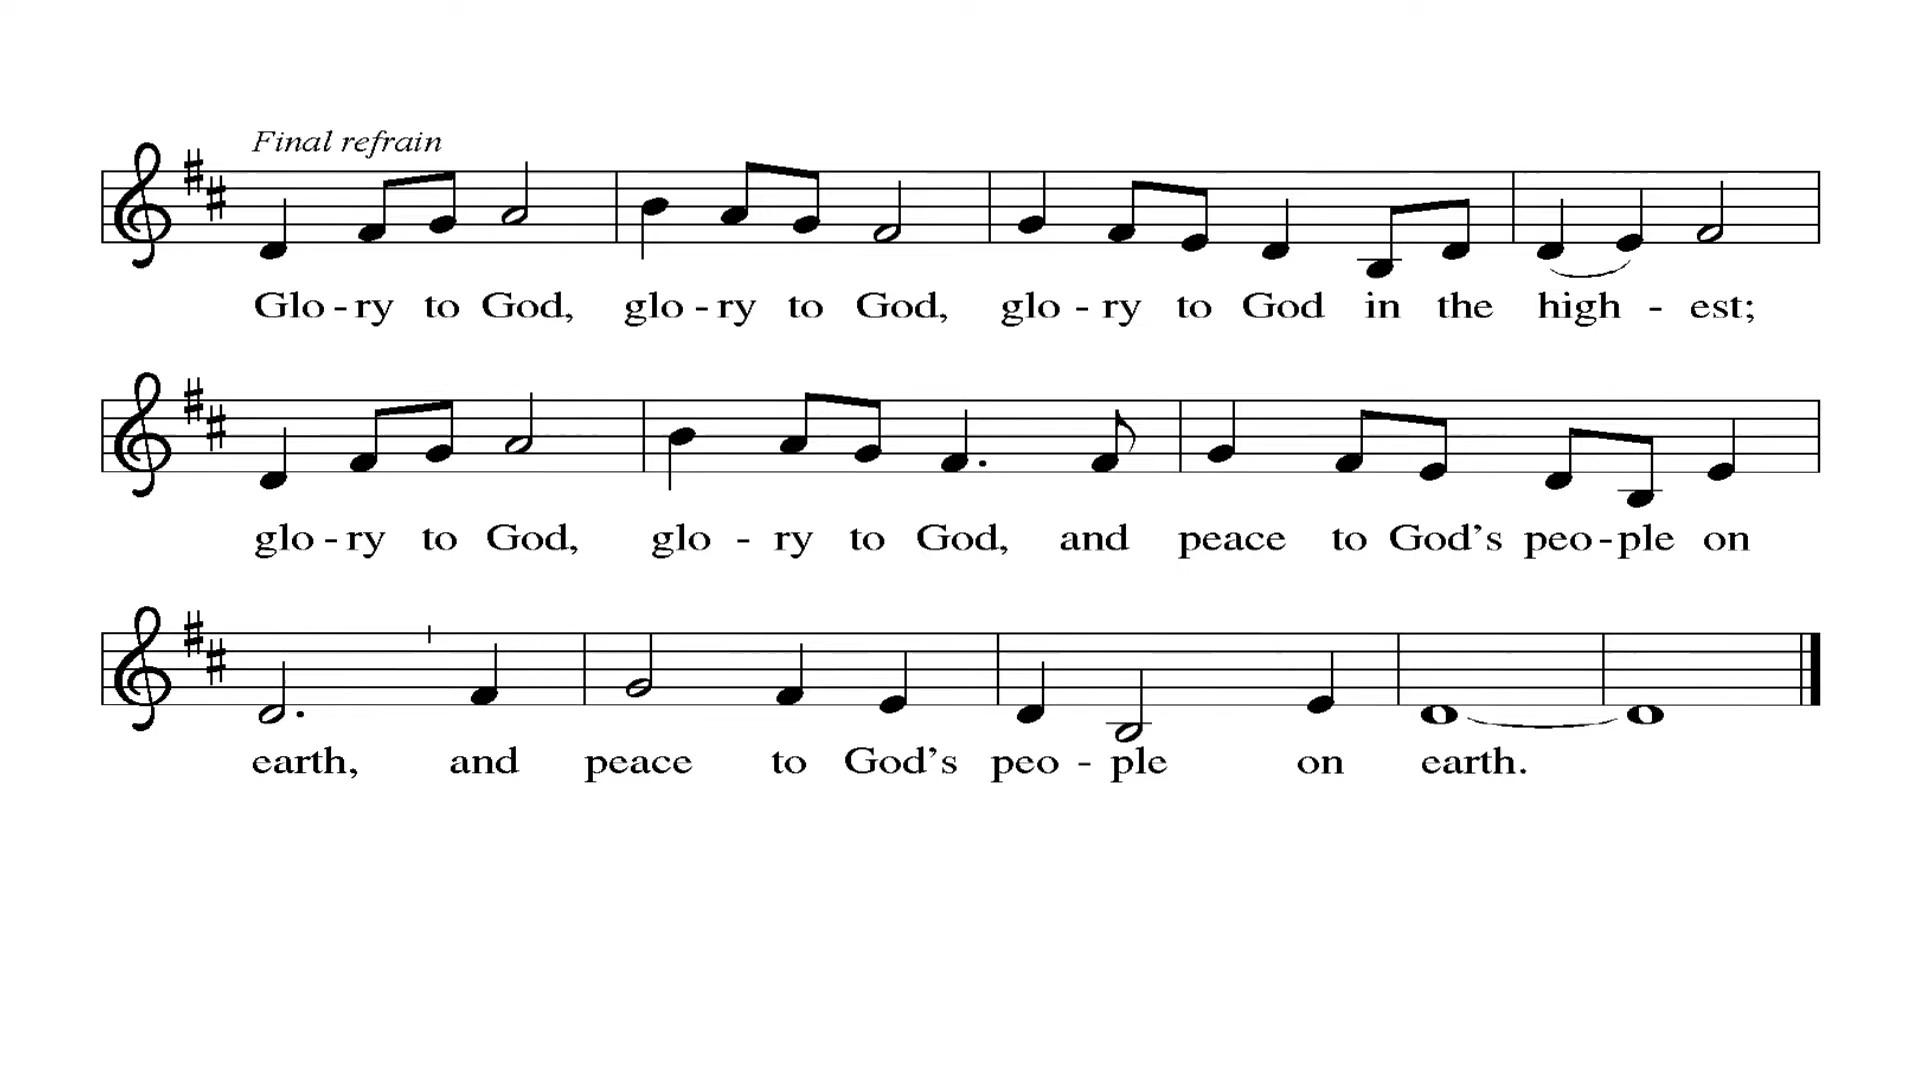 Final refrain
Glo - ry to God, glo - ry to God, glo - ry to God in the high - est;
glo - ry to God, glo - ry to God, and peace to God's peo - ple on
earth, and peace to God's peo - ple on earth.